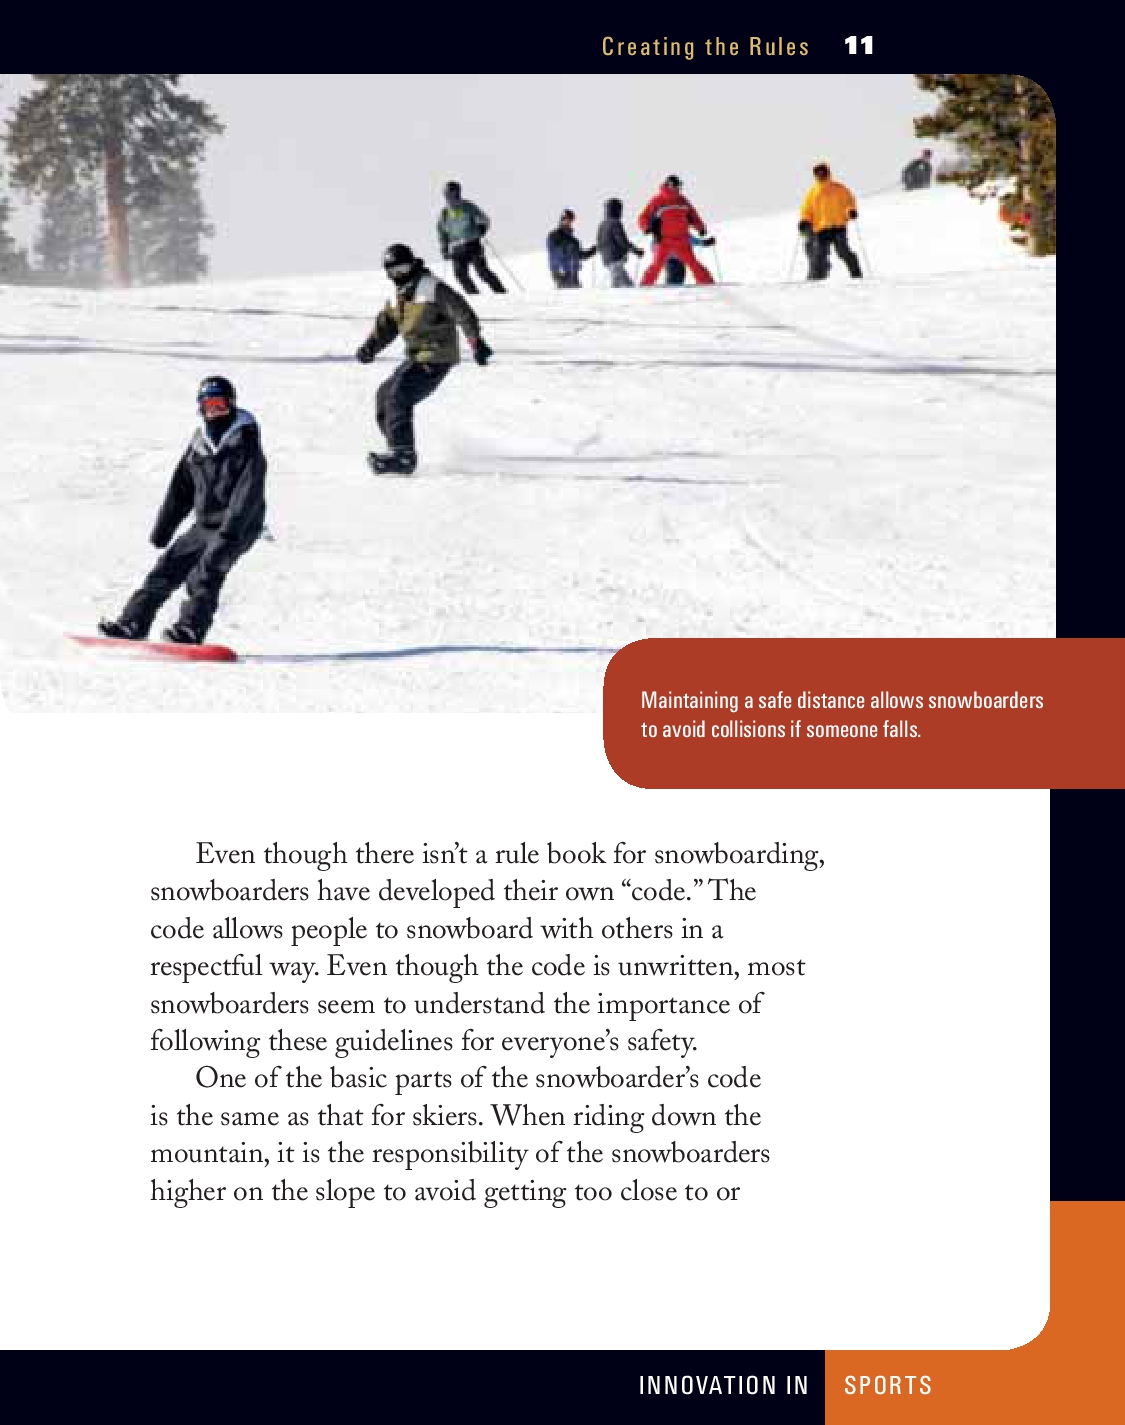 Creating the Rules 11
Maintaining a safe distance allows snowboarders
to avoid collisions if someone falls.
Even though there isn’t a rule book for snowboarding,
snowboarders have developed their own “code.” The
code allows people to snowboard with others in a
respectful way. Even though the code is unwritten, most
snowboarders seem to understand the importance of
following these guidelines for everyone’s safety.
One of the basic parts of the snowboarder’s code
is the same as that for skiers. When riding down the
mountain, it is the responsibility of the snowboarders
higher on the slope to avoid getting too close to or
INNOVATION IN SPORTS